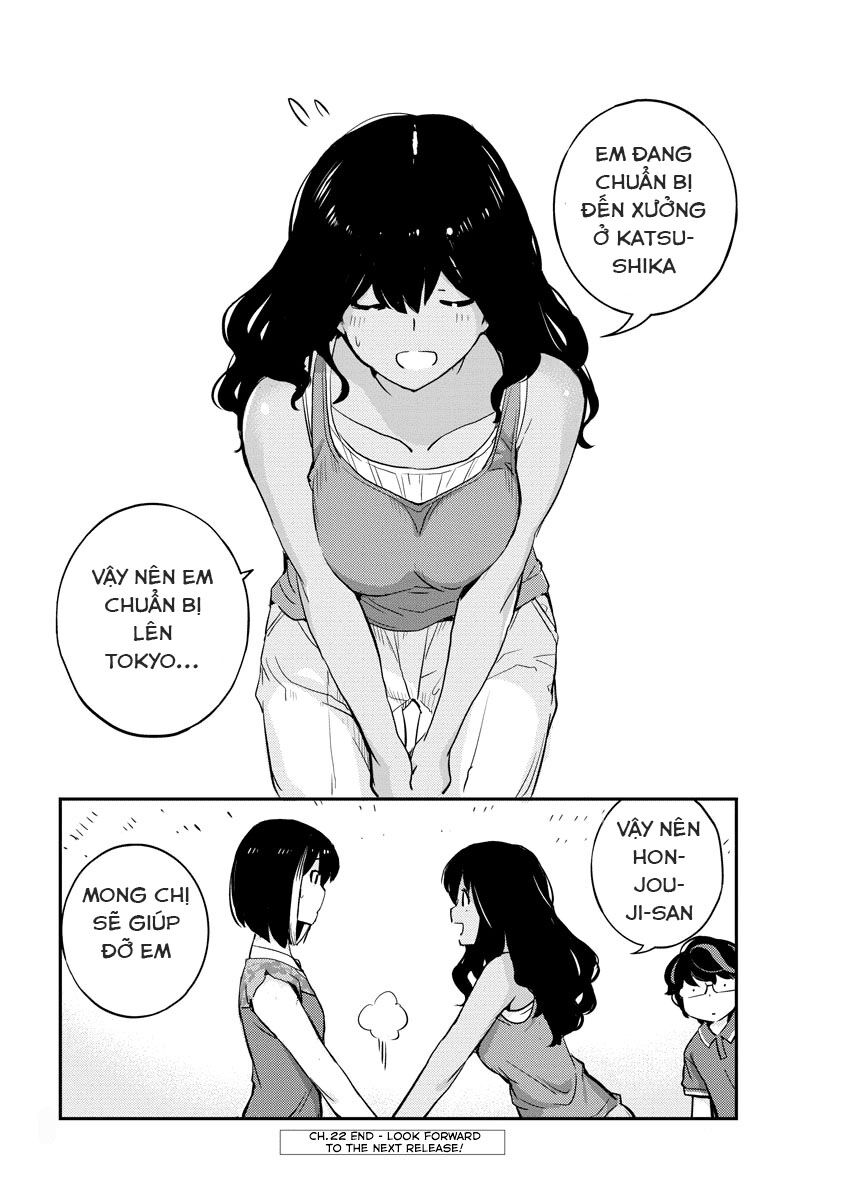 EM ĐANG
CHUẨN BỊ
ĐẾN XƯỞNG
Ở KATSU-
SHIKA
VẬY NÊN EM
CHUẨN BỊ
LÊN
TOKYO...
VẬY NÊN
HON-
JOU-
JI-SAN
MONG CHỊ
SẼ GIÚP
ĐỠ EM
CH.22 END - LOOK FORWARD
TO THE NEXT RELEASE!